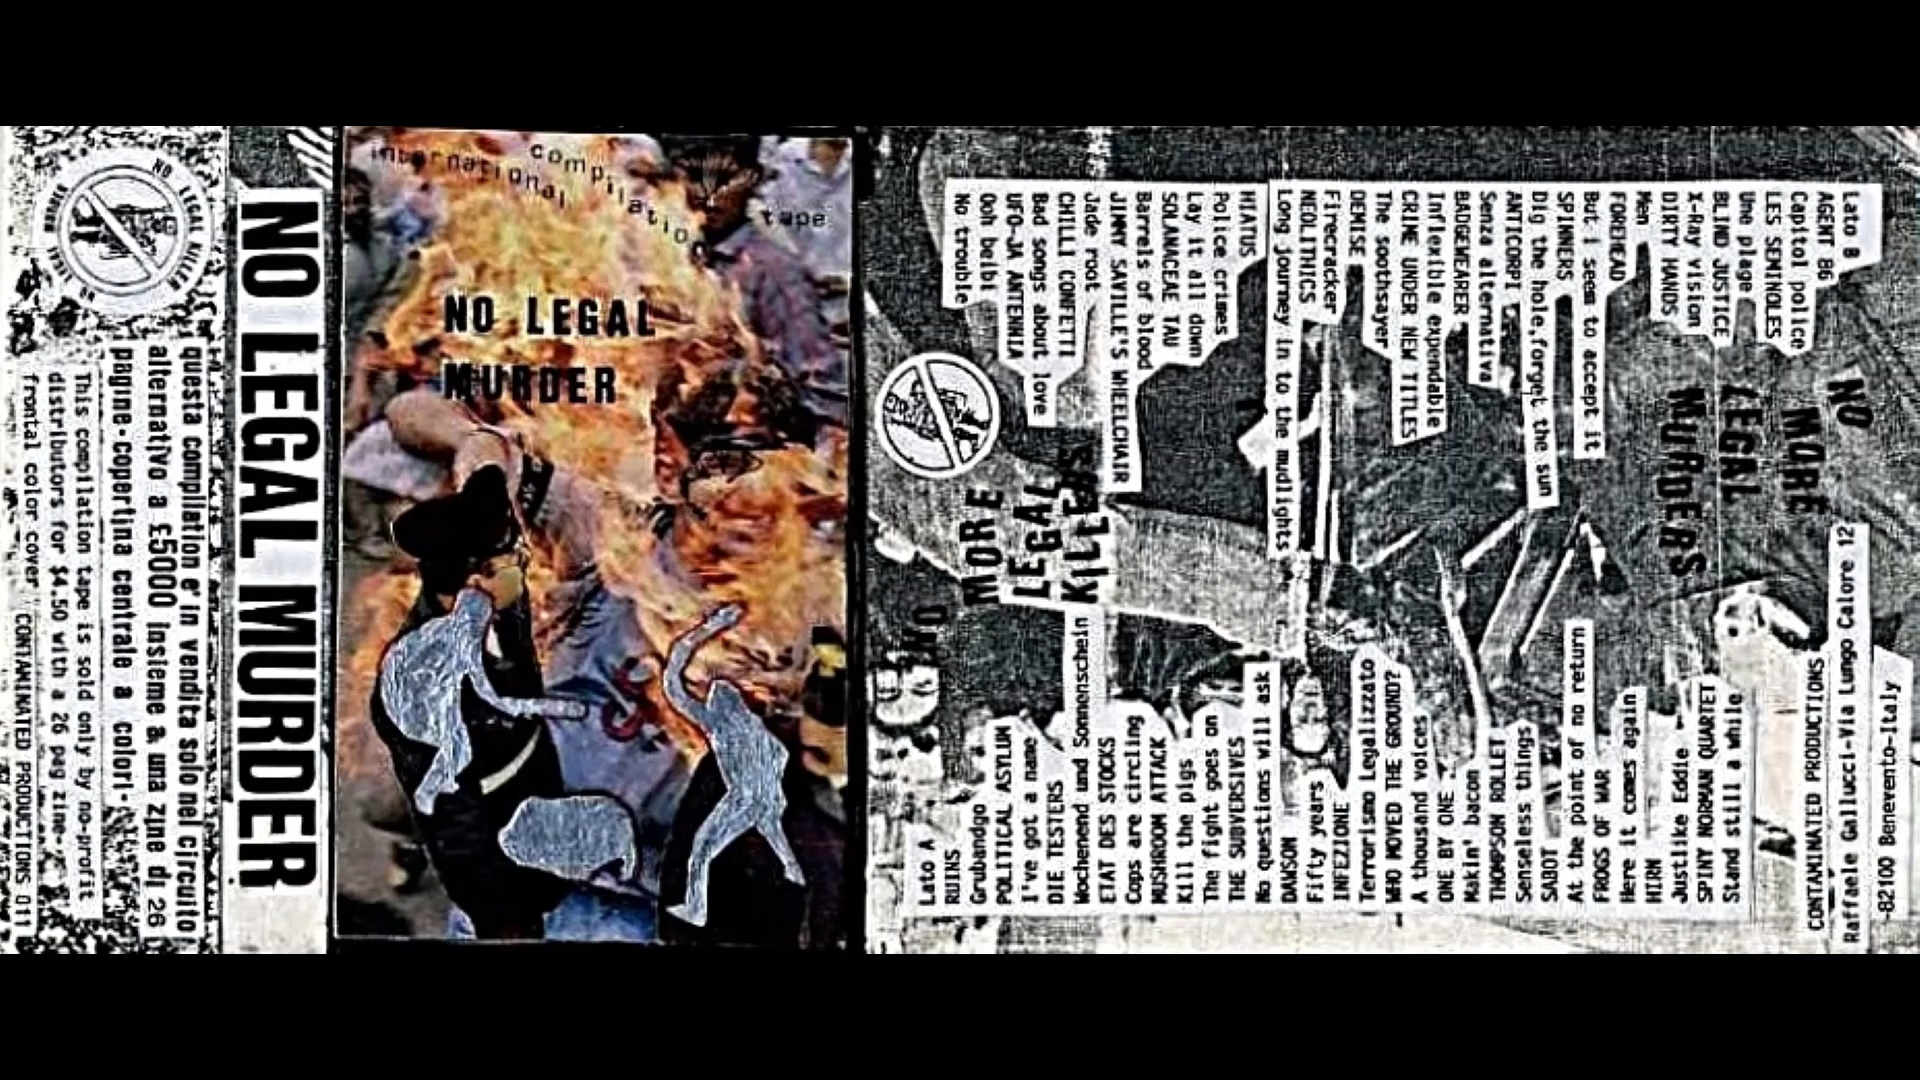 NO LEGAL KILLER
questa compilation e'in vendita solo nel circuito
alternativo a £5000 insieme a una zine di 26
pagine-copertina centrale a colori-
This compilation tape is sold only by no-profit
distributors for $4.50 with a 26 pag zine-
frontal color cover CONTAMINATED PRODUCTIONS 011
NO LEGAL MURDER
international
compilation
tape
NO LEGAL
MURDER
Lato B
AGENT 86
Capitol police
LES SEMINOLES
Une plage
BLIND JUSTICE
X-Ray vision
DIRTY HANDS
Men
FOREHEAD
But i seem to accept it
SPINNERS
Dig the hole,forget the sun
ANTICORPI
Senza alternativa
BADGEWEARER
Inflexible expendable
CRIME UNDER NEW TITLES
The soothsayer
DEMISE
Firecracker
NEOLITHICS
Long journey in to the mudlights
HIATUS
Police crimes
Lay it all down
SOLANACEAE TAU
Barrels of blood
JIMMY SAVILLE'S WHEELCHAIR
Jade root
CHILLI CONFETTI
Bad songs about love
UFO-JA ANTENNIA
Ooh beibi
No trouble
NO
MORE
LEGAL
MURDERS
NO
MORE
LEGAL
KillERS
Lato A
RUINS
Grubandgo
POLITICAL ASYLUM
I've got a name
DIE TESTERS
Wochenend und Sonnenschein
ETAT DES STOCKS
Cops are circling
MUSHROOM ATTACK
Kill the pigs
The fight goes on
THE SUBVERSIVES
No questions will ask
DAWSON
Fifty years
INFEZIONE
Terrorismo Legalizzato
WHO MOVED THE GROUND?
A thousand voices
ONE BY ONE
Makin' bacon
THOMPSON ROLLET
Senseless things
SABOT
At the point of no return
FROGS OF WAR
Here it comes again
HIRN
Justlike Eddie
SPINY NORMAN QUARTET
Stand still a while
CONTAMINATED PRODUCTIONS
Raffaele Gallucci-Via Lungo Calore 12
-82100 Benevento-Italy